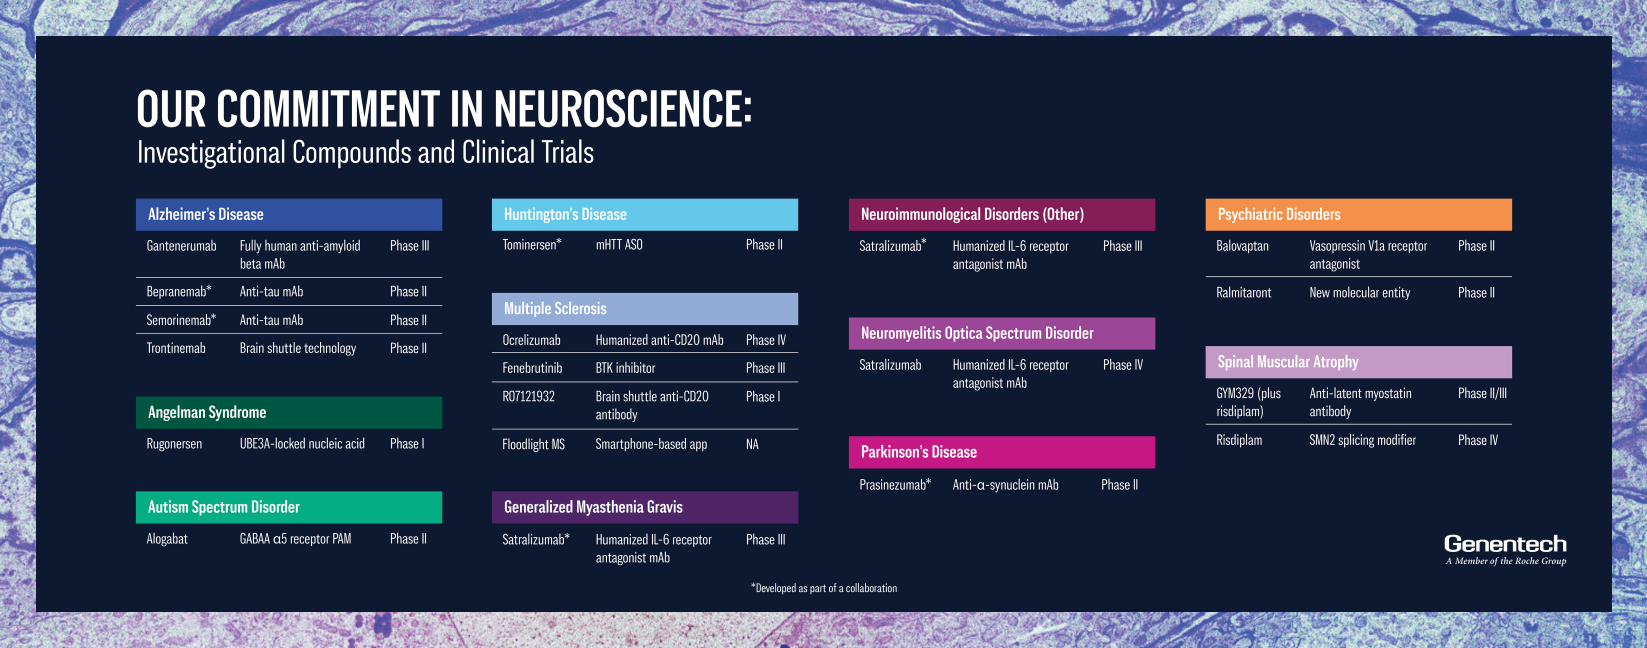 OUR COMMITMENT IN NEUROSCIENCE:
Investigational Compounds and Clinical Trials
Alzheimer's Disease
Gantenerumab Fully human anti-amyloid Phase III
beta mAb
Bepranemab* Anti-tau mAb Phase II
Semorinemab* Anti-tau mAb Phase II
Trontinemab Brain shuttle technology Phase II
Angelman Syndrome
Rugonersen UBE3A-locked nucleic acid Phase I
Autism Spectrum Disorder
Alogabat GABAA α5 receptor PAM Phase II
Huntington's Disease
Tominersen* mHTT ASO Phase II
Multiple Sclerosis
Ocrelizumab Humanized anti-CD20 mAb Phase IV
Fenebrutinib BTK inhibitor Phase III
RO7121932 Brain shuttle anti-CD20 Phase I
antibody
Floodlight MS Smartphone-based app NA
Generalized Myasthenia Gravis
Satralizumab* Humanized IL-6 receptor Phase III
antagonist mAb
Neuroimmunological Disorders (Other)
Satralizumab* Humanized IL-6 receptor Phase III
antagonist mAb
Neuromyelitis Optica Spectrum Disorder
Satralizumab Humanized IL-6 receptor Phase IV
antagonist mAb
Parkinson's Disease
Prasinezumab* Anti-α-synuclein mAb Phase II
Psychiatric Disorders
Balovaptan Vasopressin V1a receptor Phase II
antagonist
Ralmitaront New molecular entity Phase II
Spinal Muscular Atrophy
GYM329 (plus Anti-latent myostatin Phase II/III
risdiplam) antibody
Risdiplam SMN2 splicing modifier Phase IV
Genentech
A Member of the Roche Group
*Developed as part of a collaboration